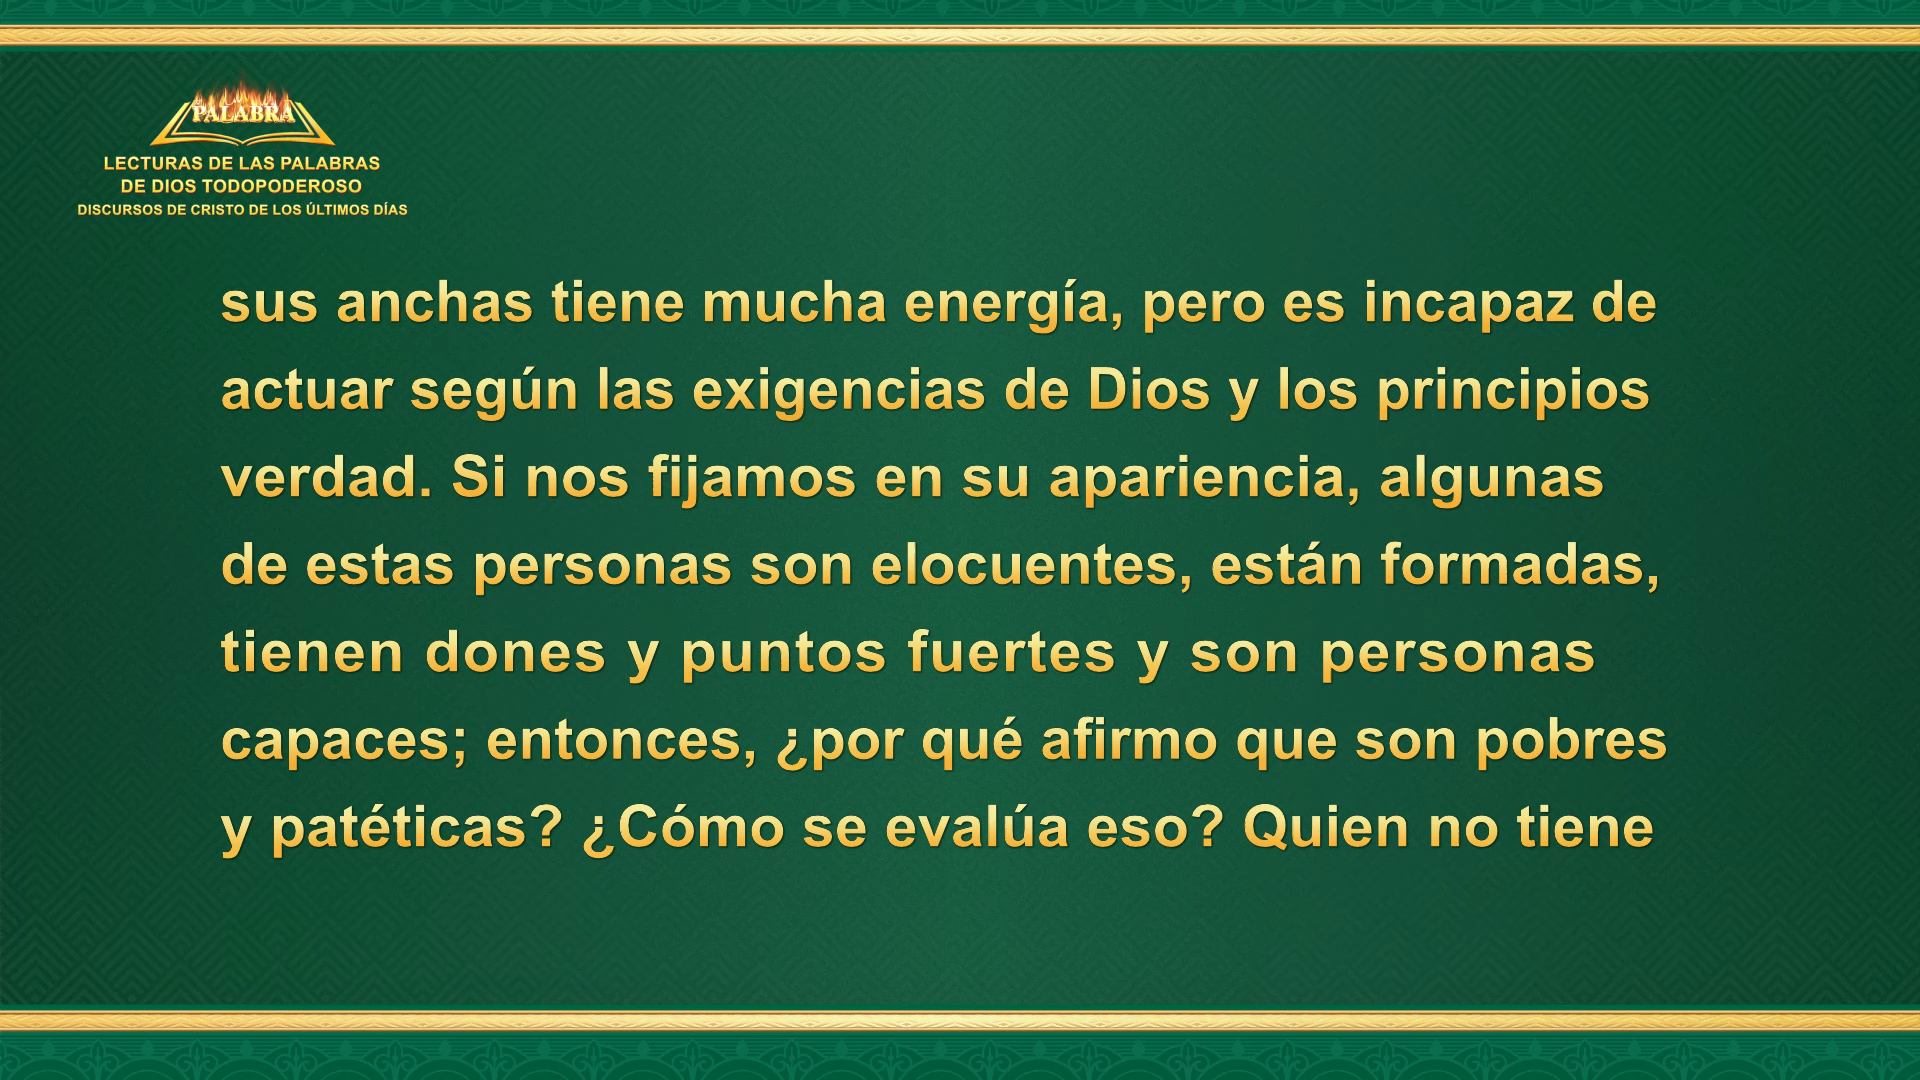 PALABRA
LECTURAS DE LAS PALABRAS
DE DIOS TODOPODEROSO
DISCURSOS DE CRISTO DE LOS ÚLTIMOS DÍAS
sus anchas tiene mucha energía, pero es incapaz de
actuar según las exigencias de Dios y los principios
verdad. Si nos fijamos en su apariencia, algunas
de estas personas son elocuentes, están formadas,
tienen dones y puntos fuertes y son personas
capaces; entonces, ¿por qué afirmo que son pobres
y patéticas? ¿Cómo se evalúa eso? Quien no tiene